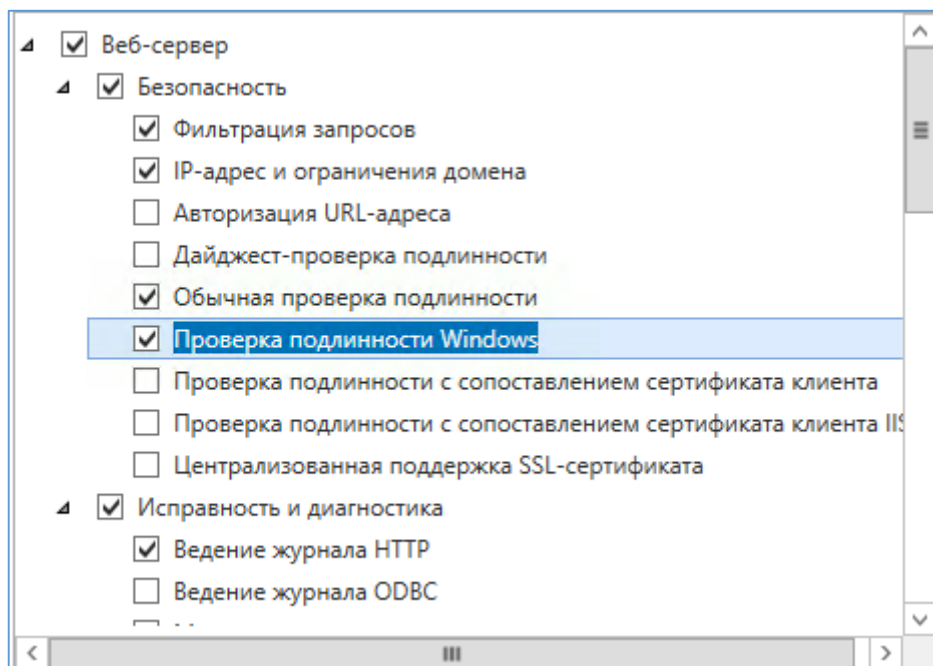 Веб-сервер
Безопасность
Фильтрация запросов
IP-адрес и ограничения домена
Авторизация URL-адреса
Дайджест-проверка подлинности
Обычная проверка подлинности
Проверка подлинности Windows
Проверка подлинности с сопоставлением сертификата клиента
Проверка подлинности с сопоставлением сертификата клиента IIS
Централизованная поддержка SSL-сертификата
Исправность и диагностика
Ведение журнала HTTP
Ведение журнала ODBC